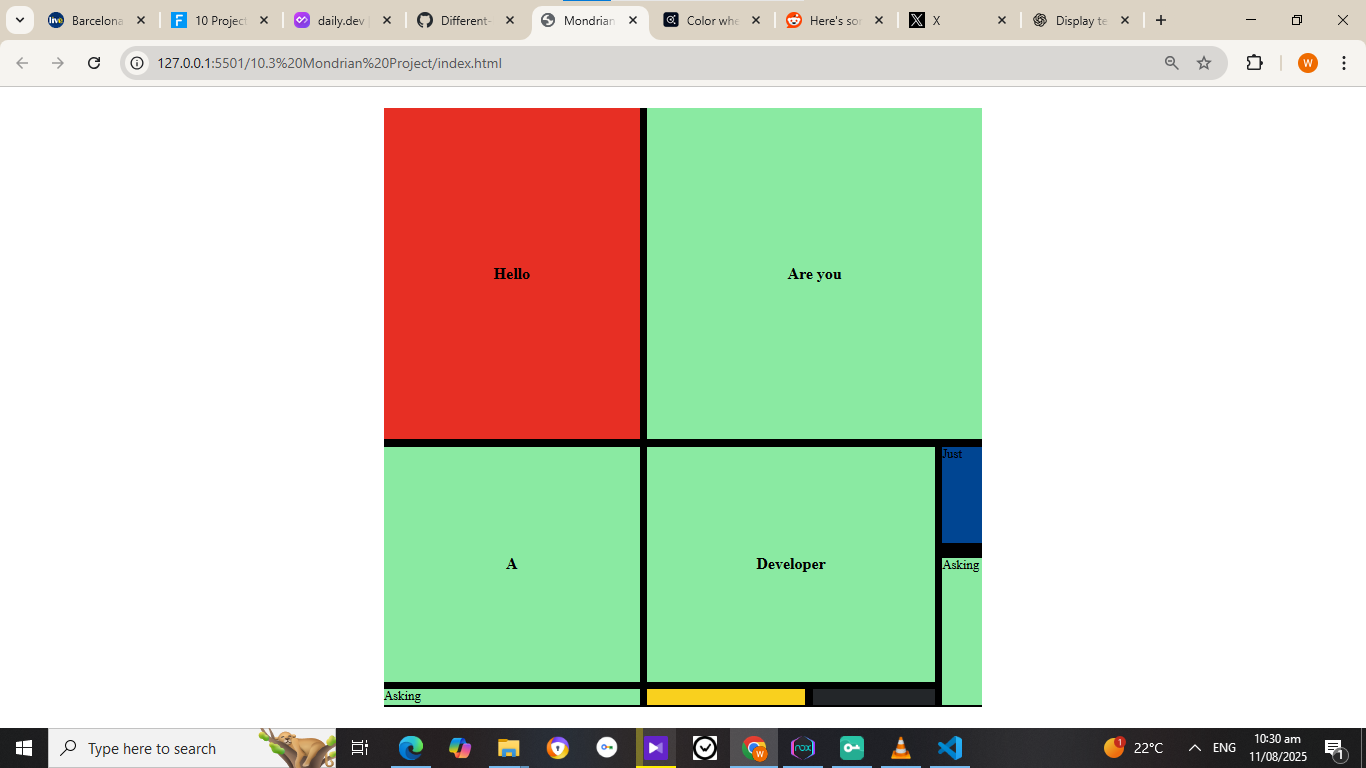 Barcelona
10 Project
daily.dev
Different-
Mondrian
Color whe
Here's so
X
Display te
127.0.0.1:5501/10.3%20Mondrian%20Project/index.html
W
Hello
Are you
Just
A
Developer
Asking
Asking
Type here to search
22°C
ENG
10:30 am
11/08/2025
1